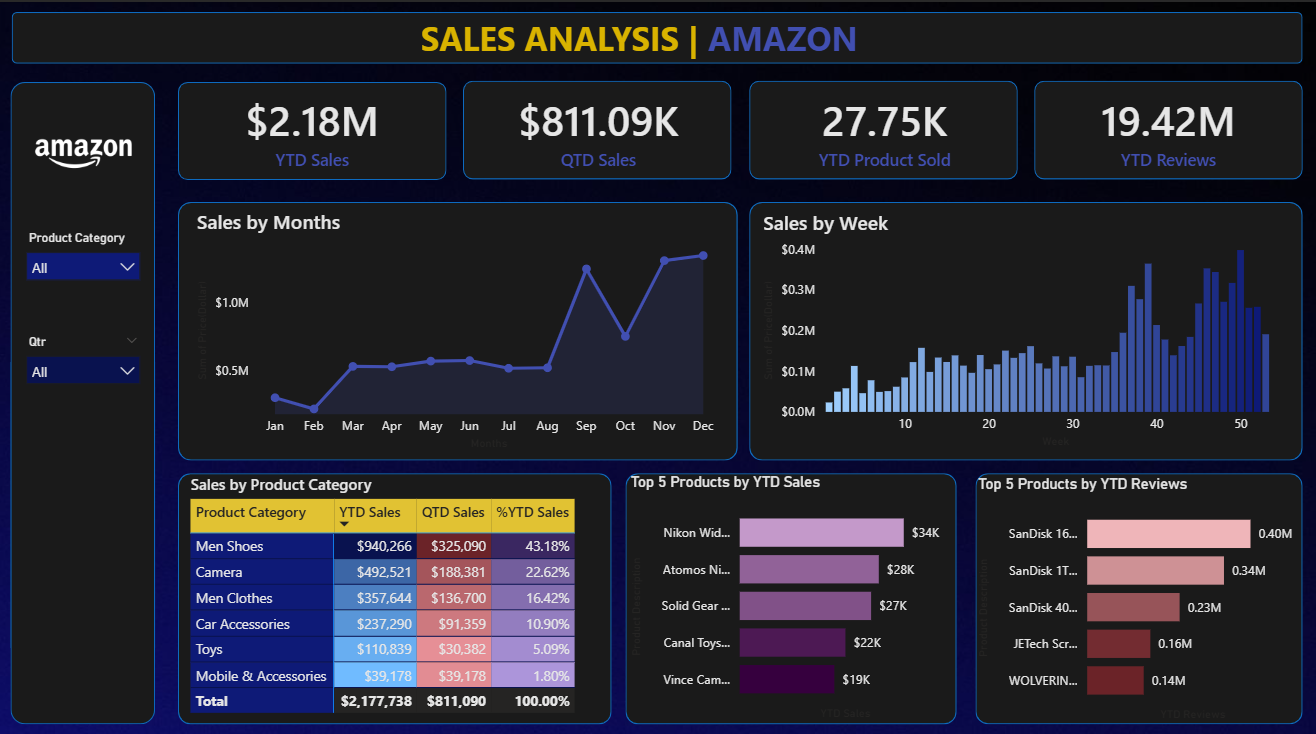 SALES ANALYSIS | AMAZON
amazon
Product Category
All
Qtr
All
$2.18M
YTD Sales
$811.09K
QTD Sales
27.75K
YTD Product Sold
19.42M
YTD Reviews
Sales by Months
$1.0M
$0.5M
Sum of Price(Dollar)
Jan Feb Mar Apr May Jun Jul Aug Sep Oct Nov Dec
Months
Sales by Week
$0.4M
$0.3M
$0.2M
$0.1M
$0.0M
Sum of Price(Dollar)
10 20 30 40 50
Week
Sales by Product Category
Product Category YTD Sales QTD Sales %YTD Sales
Men Shoes $940,266 $325,090 43.18%
Camera $492,521 $188,381 22.62%
Men Clothes $357,644 $136,700 16.42%
Car Accessories $237,290 $91,359 10.90%
Toys $110,839 $30,382 5.09%
Mobile & Accessories $39,178 $39,178 1.80%
Total $2,177,738 $811,090 100.00%
Top 5 Products by YTD Sales
Product Description
Nikon Wid... $34K
Atomos Ni... $28K
Solid Gear ... $27K
Canal Toys... $22K
Vince Cam... $19K
YTD Sales
Top 5 Products by YTD Reviews
Product Description
SanDisk 16... 0.40M
SanDisk 1T... 0.34M
SanDisk 40... 0.23M
JETech Scr... 0.16M
WOLVERIN... 0.14M
YTD Reviews